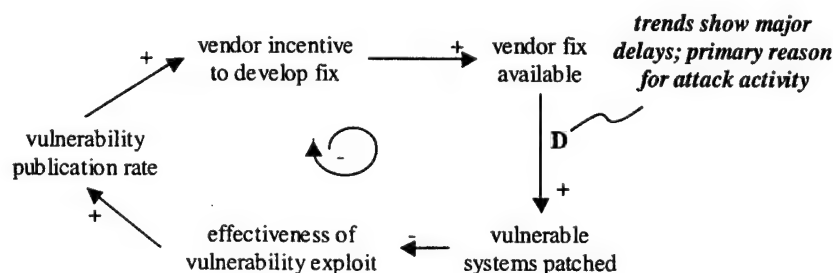 trends show major
delays; primary reason
for attack activity
+
vendor incentive
to develop fix
+
vendor fix
available
vulnerability
publication rate
-
D
+
+
effectiveness of
vulnerability exploit
-
vulnerable
systems patched